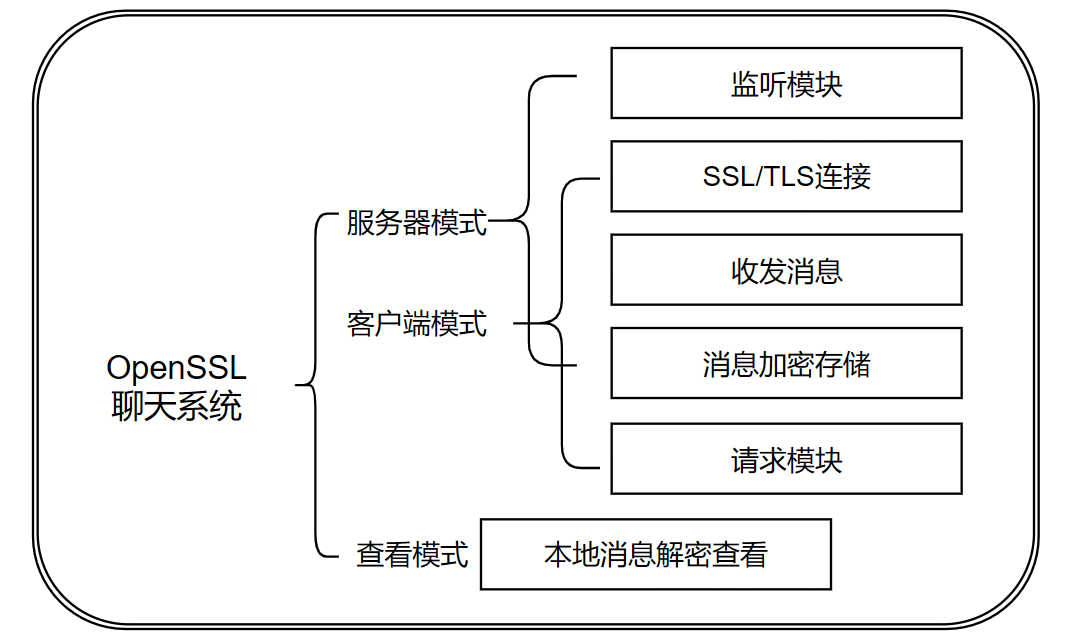 监听模块
SSL/TLS连接
服务器模式
收发消息
客户端模式
消息加密存储
OpenSSL
聊天系统
请求模块
查看模式
本地消息解密查看